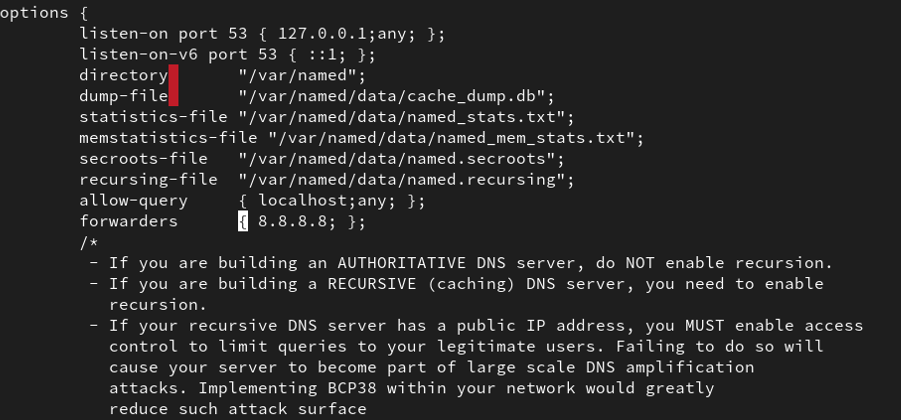 options {
        listen-on port 53 { 127.0.0.1;any; };
        listen-on-v6 port 53 { ::1; };
        directory       "/var/named";
        dump-file       "/var/named/data/cache_dump.db";
        statistics-file "/var/named/data/named_stats.txt";
        memstatistics-file "/var/named/data/named_mem_stats.txt";
        secroots-file   "/var/named/data/named.secroots";
        recursing-file  "/var/named/data/named.recursing";
        allow-query     { localhost;any; };
        forwarders      { 8.8.8.8; };
        /*
         - If you are building an AUTHORITATIVE DNS server, do NOT enable recursion.
         - If you are building a RECURSIVE (caching) DNS server, you need to enable
           recursion.
         - If your recursive DNS server has a public IP address, you MUST enable access
           control to limit queries to your legitimate users. Failing to do so will
           cause your server to become part of large scale DNS amplification
           attacks. Implementing BCP38 within your network would greatly
           reduce such attack surface